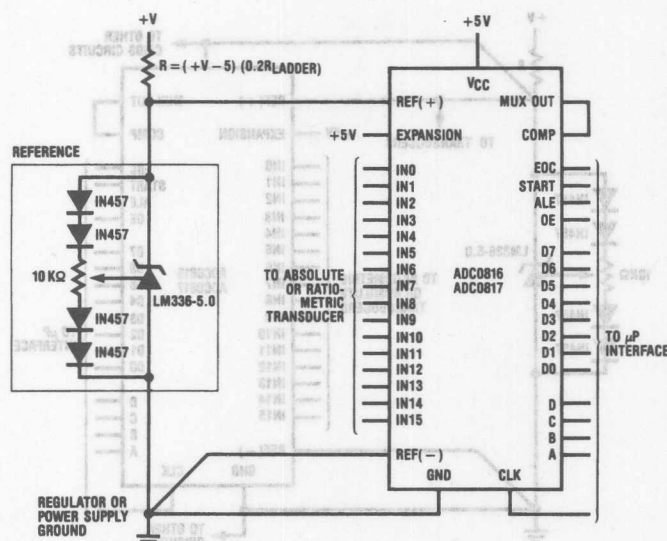 +V
+5V
R = (+V – 5) (0.2RLADDER)
VCC
REF(+)
MUX OUT
+5V
EXPANSION
COMP
REFERENCE
IN457
IN457
10 KΩ
LM336-5.0
IN457
IN457
IN0
IN1
IN2
IN3
IN4
IN5
IN6
IN7
IN8
IN9
IN10
IN11
IN12
IN13
IN14
IN15
TO ABSOLUTE
OR RATIO-
METRIC
TRANSDUCER
ADC0816
ADC0817
EOC
START
ALE
OE
D7
D6
D5
D4
D3
D2
D1
D0
D
C
B
A
TO µP
INTERFACE
REF(–)
GND
CLK
REGULATOR OR
POWER SUPPLY
GROUND